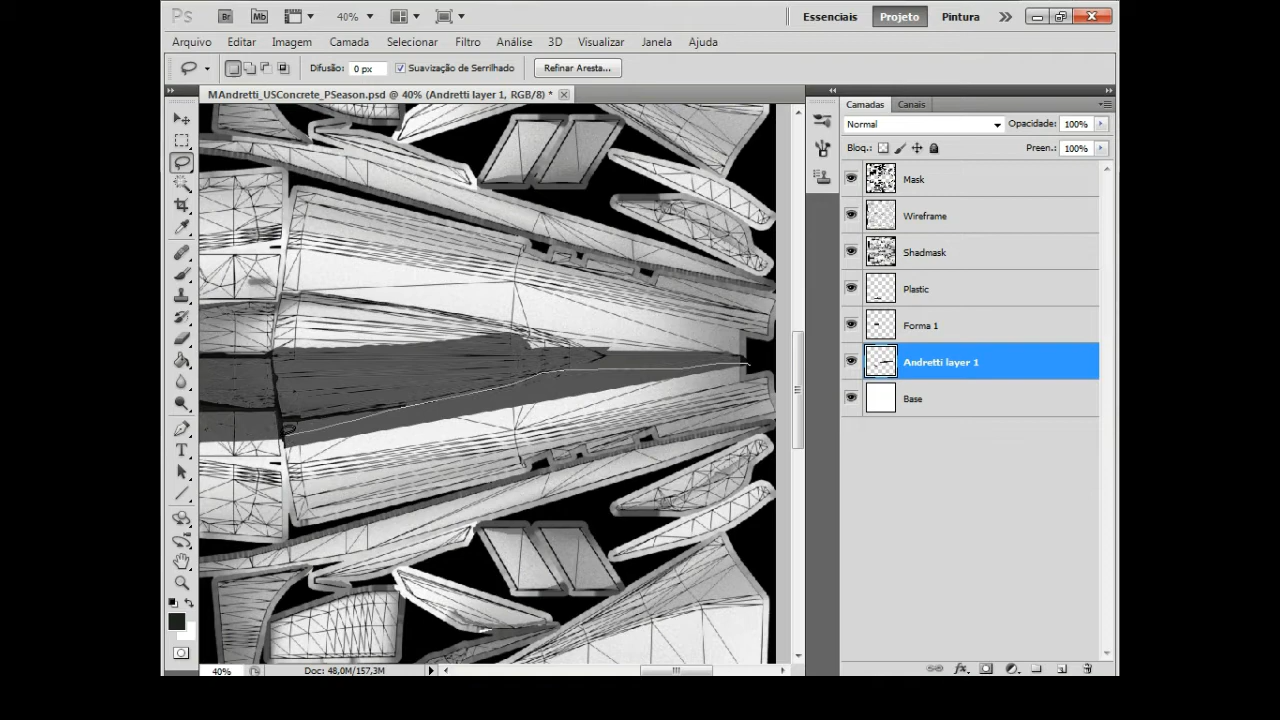 Ps Br Mb 40% Essenciais Projeto Pintura
Arquivo Editar Imagem Camada Selecionar Filtro Análise 3D Visualizar Janela Ajuda
Difusão: 0 px Suavização de Serrilhado Refinar Aresta...
MAndretti_USConcrete_PSeason.psd @ 40% (Andretti layer 1, RGB/8) *
Camadas Canais
Normal Opacidade: 100%
Bloq.: Preen.: 100%
Mask
Wireframe
Shadmask
Plastic
Forma 1
Andretti layer 1
Base
40% Doc: 48,0M/157,3M